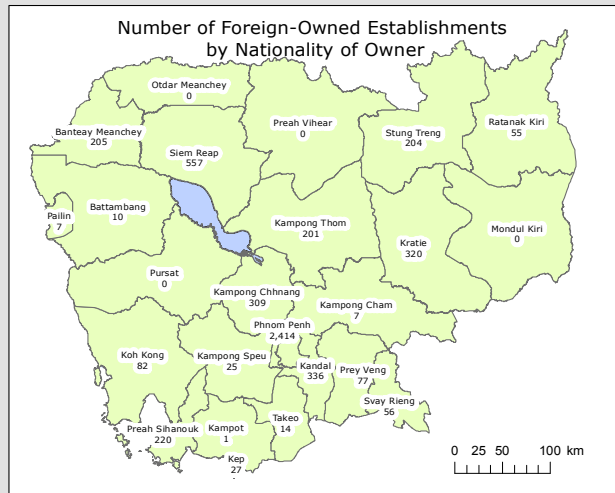 Number of Foreign-Owned Establishments
by Nationality of Owner
Otdar Meanchey
0
Banteay Meanchey
205
Siem Reap
557
Preah Vihear
0
Stung Treng
204
Ratanak Kiri
55
Pailin
7
Battambang
10
Kampong Thom
201
Kratie
320
Mondul Kiri
0
Pursat
0
Kampong Chhnang
309
Kampong Cham
7
Phnom Penh
2,414
Koh Kong
82
Kampong Speu
25
Kandal
336
Prey Veng
77
Svay Rieng
56
Preah Sihanouk
220
Kampot
1
Takeo
14
Kep
27
0 25 50 100 km